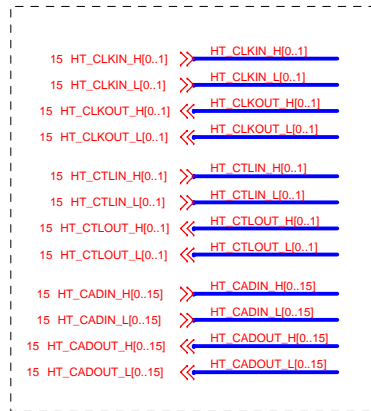 15 HT_CLKIN_H[0..1] HT_CLKIN_H[0..1]
15 HT_CLKIN_L[0..1] HT_CLKIN_L[0..1]
15 HT_CLKOUT_H[0..1] HT_CLKOUT_H[0..1]
15 HT_CLKOUT_L[0..1] HT_CLKOUT_L[0..1]
15 HT_CTLIN_H[0..1] HT_CTLIN_H[0..1]
15 HT_CTLIN_L[0..1] HT_CTLIN_L[0..1]
15 HT_CTLOUT_H[0..1] HT_CTLOUT_H[0..1]
15 HT_CTLOUT_L[0..1] HT_CTLOUT_L[0..1]
15 HT_CADIN_H[0..15] HT_CADIN_H[0..15]
15 HT_CADIN_L[0..15] HT_CADIN_L[0..15]
15 HT_CADOUT_H[0..15] HT_CADOUT_H[0..15]
15 HT_CADOUT_L[0..15] HT_CADOUT_L[0..15]